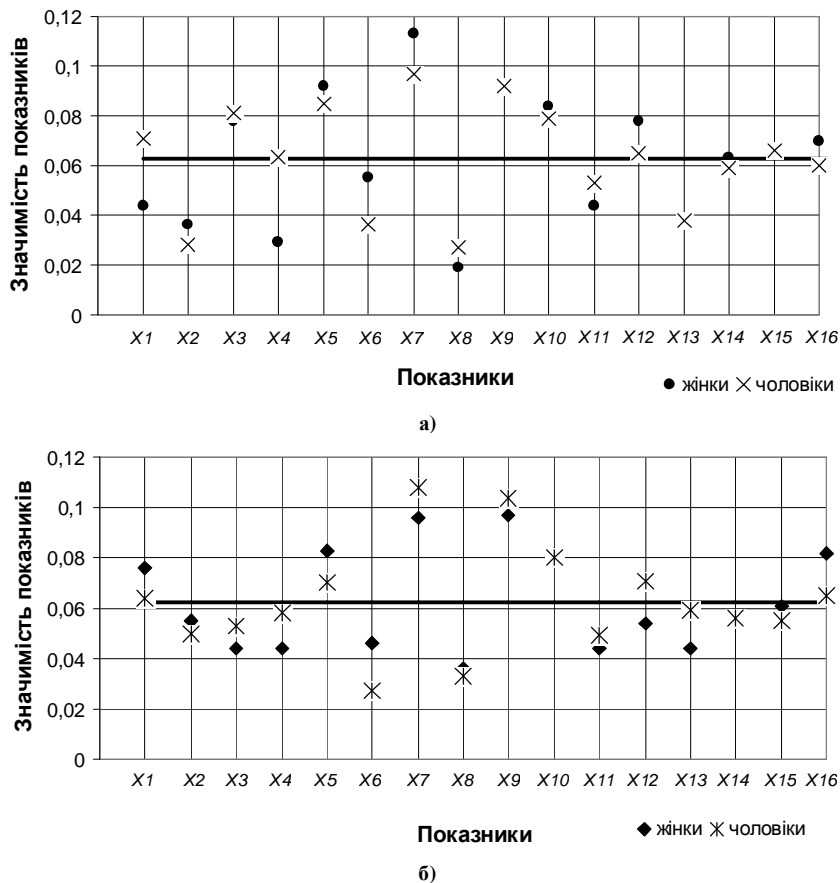 Значимість показників
0,12
0,1
0,08
0,06
0,04
0,02
0
X1 X2 X3 X4 X5 X6 X7 X8 X9 X10 X11 X12 X13 X14 X15 X16
Показники
жінки чоловіки
а)
Значимість показників
0,12
0,1
0,08
0,06
0,04
0,02
0
X1 X2 X3 X4 X5 X6 X7 X8 X9 X10 X11 X12 X13 X14 X15 X16
Показники
жінки чоловіки
б)